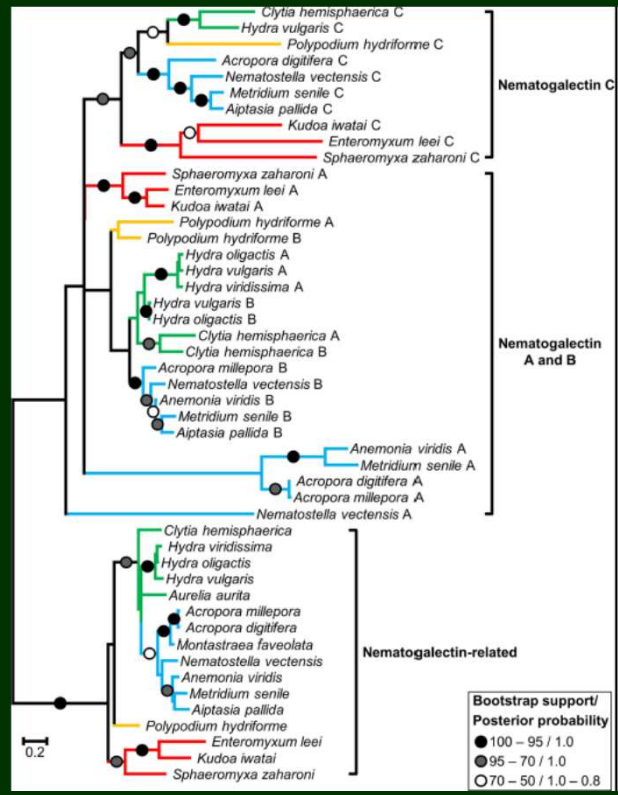 Clytia hemisphaerica C
Hydra vulgaris C
Polypodium hydriforme C
Acropora digitifera C
Nematostella vectensis C
Metridium senile C
Aiptasia pallida C
Kudoa iwatai C
Enteromyxum leei C
Sphaeromyxa zaharoni C
Nematogalectin C
Sphaeromyxa zaharoni A
Enteromyxum leei A
Kudoa iwatai A
Polypodium hydriforme A
Polypodium hydriforme B
Hydra oligactis A
Hydra vulgaris A
Hydra viridissima A
Hydra vulgaris B
Hydra oligactis B
Clytia hemisphaerica A
Clytia hemisphaerica B
Acropora millepora B
Nematostella vectensis B
Anemonia viridis B
Metridium senile B
Aiptasia pallida B
Anemonia viridis A
Metridium senile A
Acropora digitifera A
Acropora millepora A
Nematostella vectensis A
Nematogalectin
A and B
Clytia hemisphaerica
Hydra viridissima
Hydra oligactis
Hydra vulgaris
Aurelia aurita
Acropora millepora
Acropora digitifera
Montastraea faveolata
Nematostella vectensis
Anemonia viridis
Metridium senile
Aiptasia pallida
Polypodium hydriforme
Enteromyxum leei
Kudoa iwatai
Sphaeromyxa zaharoni
Nematogalectin-related
0.2
Bootstrap support/
Posterior probability
100 – 95 / 1.0
95 – 70 / 1.0
70 – 50 / 1.0 – 0.8